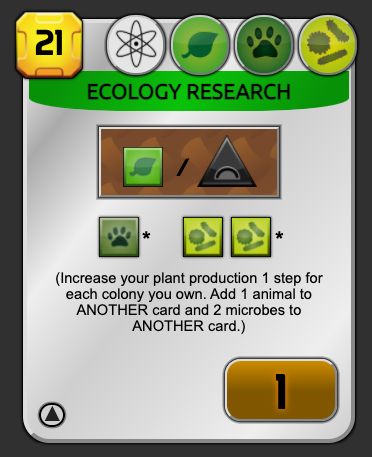 21
ECOLOGY RESEARCH
/
* *
(Increase your plant production 1 step for
each colony you own. Add 1 animal to
ANOTHER card and 2 microbes to
ANOTHER card.)
1